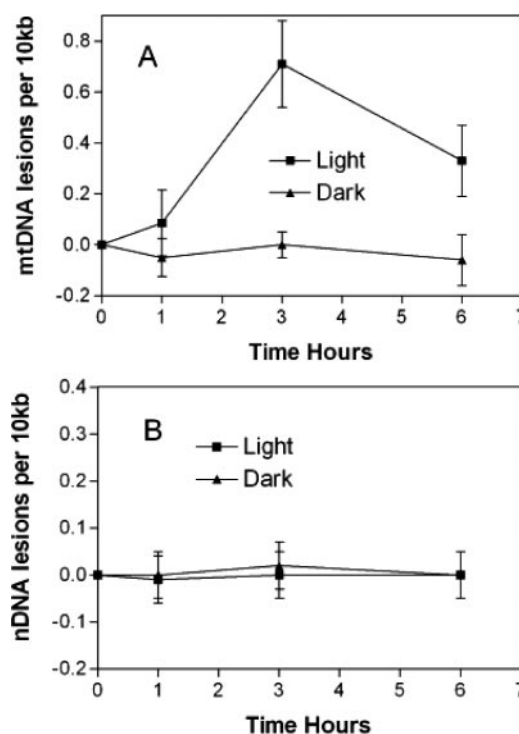 A
mtDNA lesions per 10kb
0.8
0.6
0.4
0.2
0.0
-0.2
Light
Dark
0 1 2 3 4 5 6 7
Time Hours
B
nDNA lesions per 10kb
0.4
0.3
0.2
0.1
0.0
-0.1
-0.2
Light
Dark
0 1 2 3 4 5 6 7
Time Hours